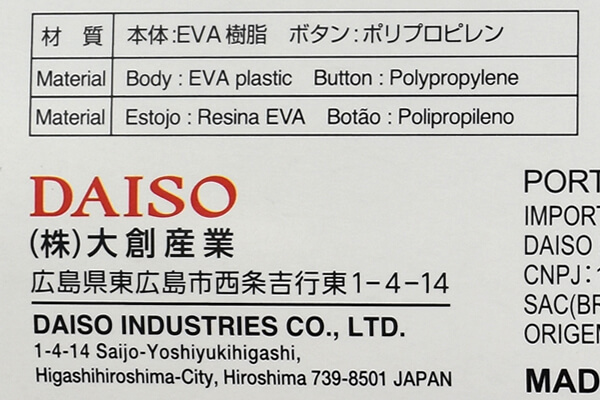 材 質 本体:EVA樹脂 ボタン:ポリプロピレン
Material Body : EVA plastic Button : Polypropylene
Material Estojo : Resina EVA Botão : Polipropileno
DAISO
(株)大創産業
広島県東広島市西条吉行東1-4-14
DAISO INDUSTRIES CO., LTD.
1-4-14 Saijo-Yoshiyukihigashi,
Higashihiroshima-City, Hiroshima 739-8501 JAPAN
PORT
IMPORT
DAISO
CNPJ:1
SAC(BR
ORIGEM
MAD